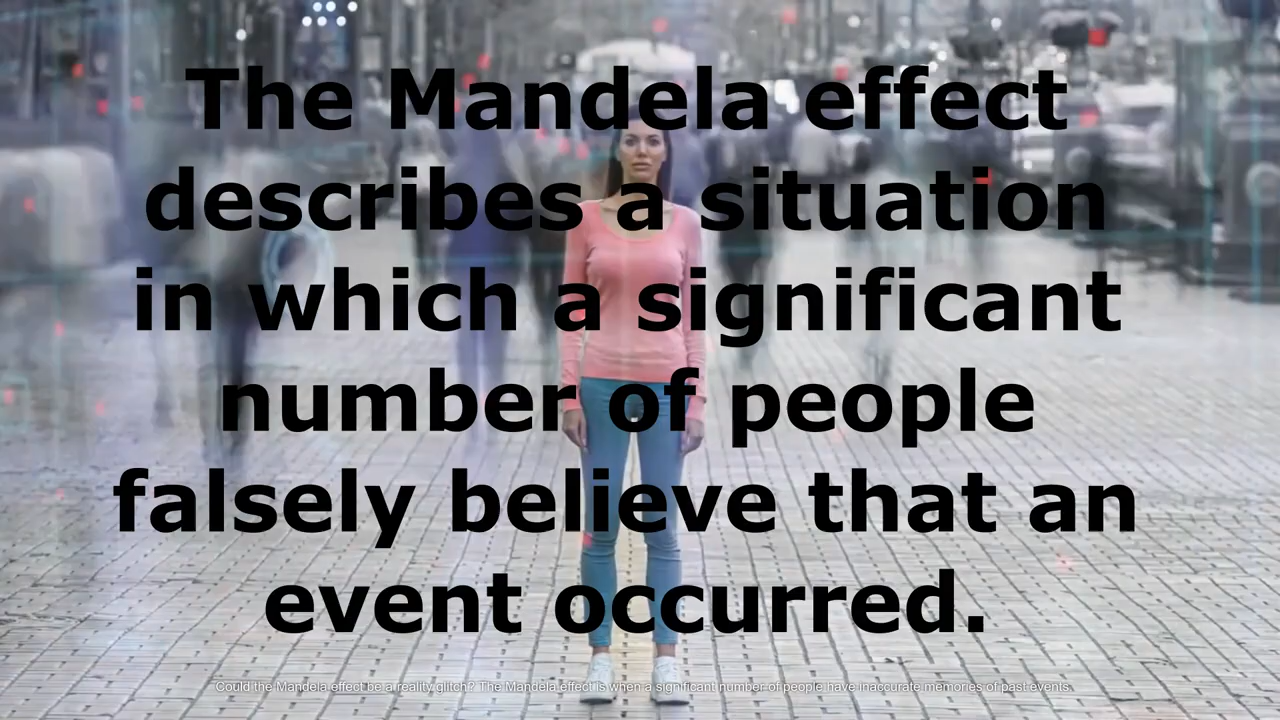 The Mandela effect
describes a situation
in which a significant
number of people
falsely believe that an
event occurred.
Could the Mandela effect be a reality glitch? The Mandela effect is when a significant number of people have inaccurate memories of past events.